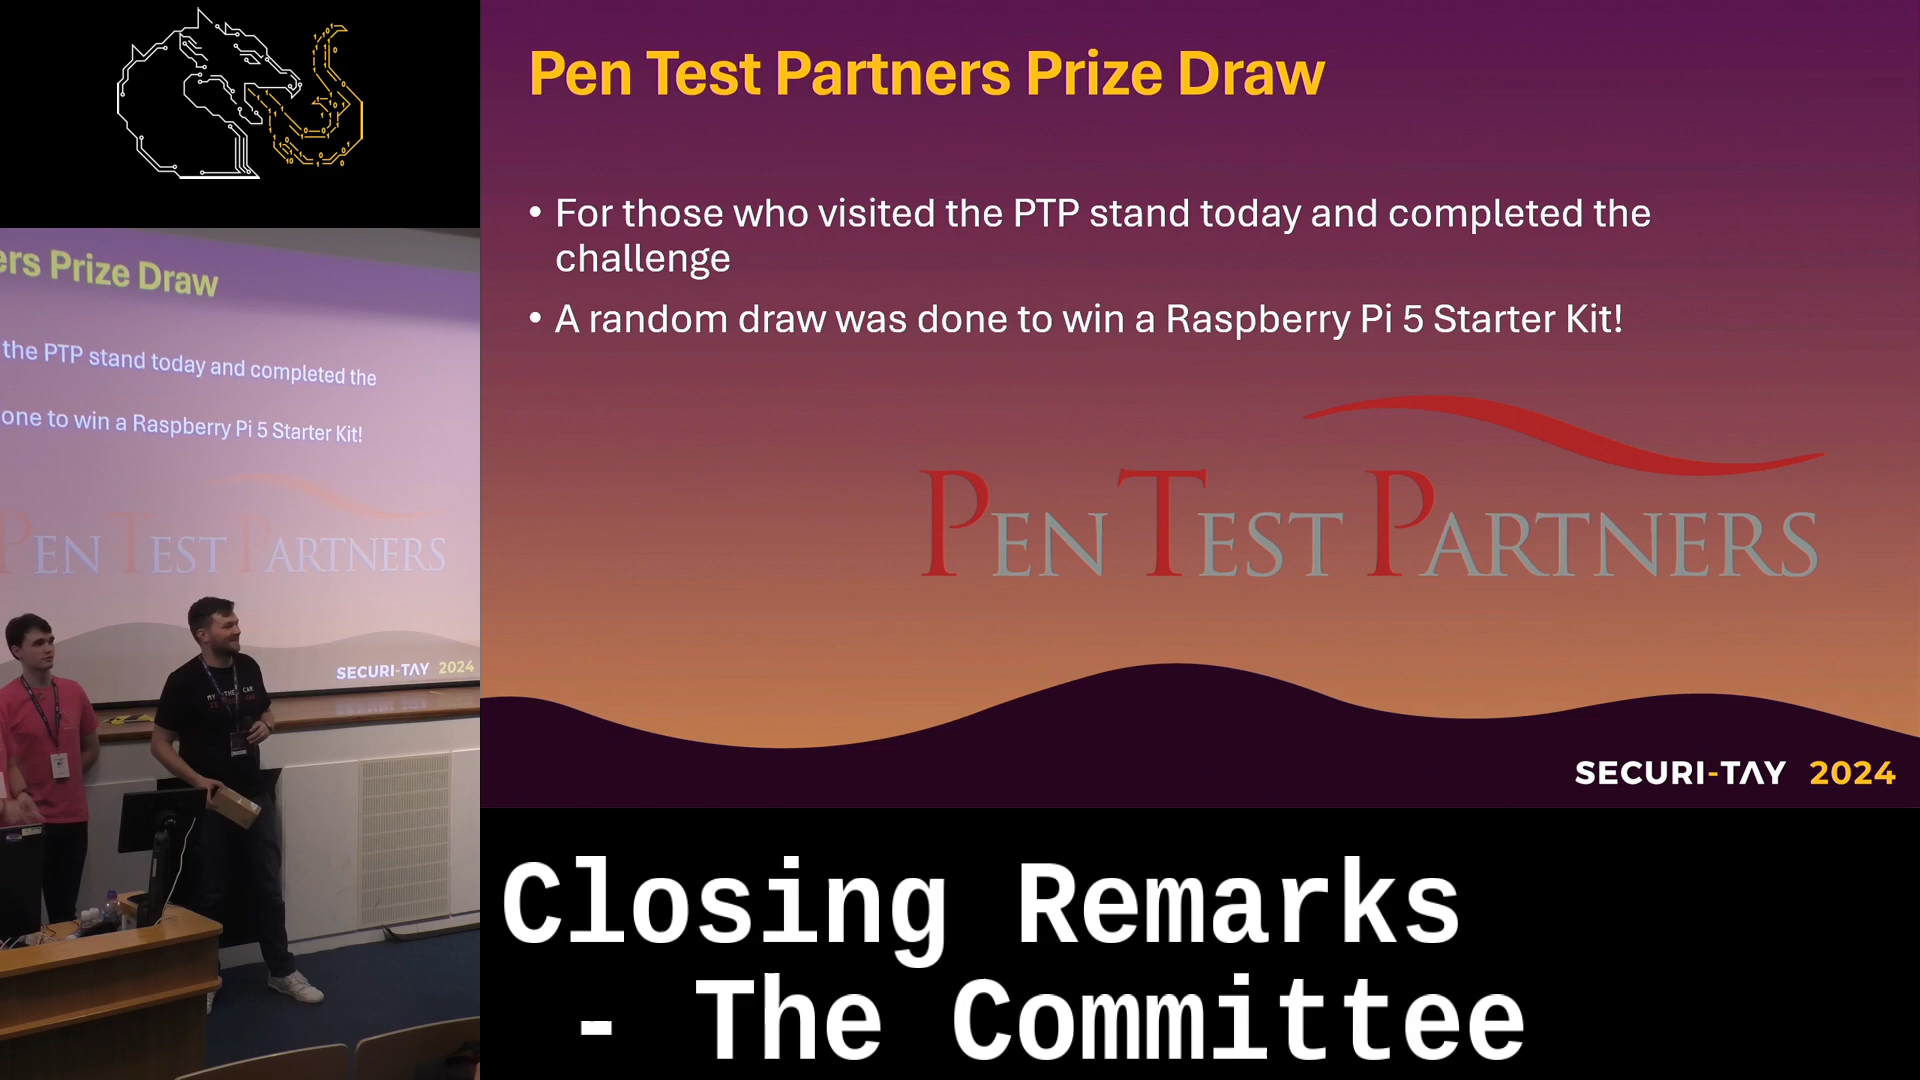 Pen Test Partners Prize Draw
• For those who visited the PTP stand today and completed the
challenge
• A random draw was done to win a Raspberry Pi 5 Starter Kit!
PEN TEST PARTNERS
SECURI-TAY 2024
ers Prize Draw
the PTP stand today and completed the
one to win a Raspberry Pi 5 Starter Kit!
PEN TEST PARTNERS
SECURI-TAY 2024
Closing Remarks
- The Committee